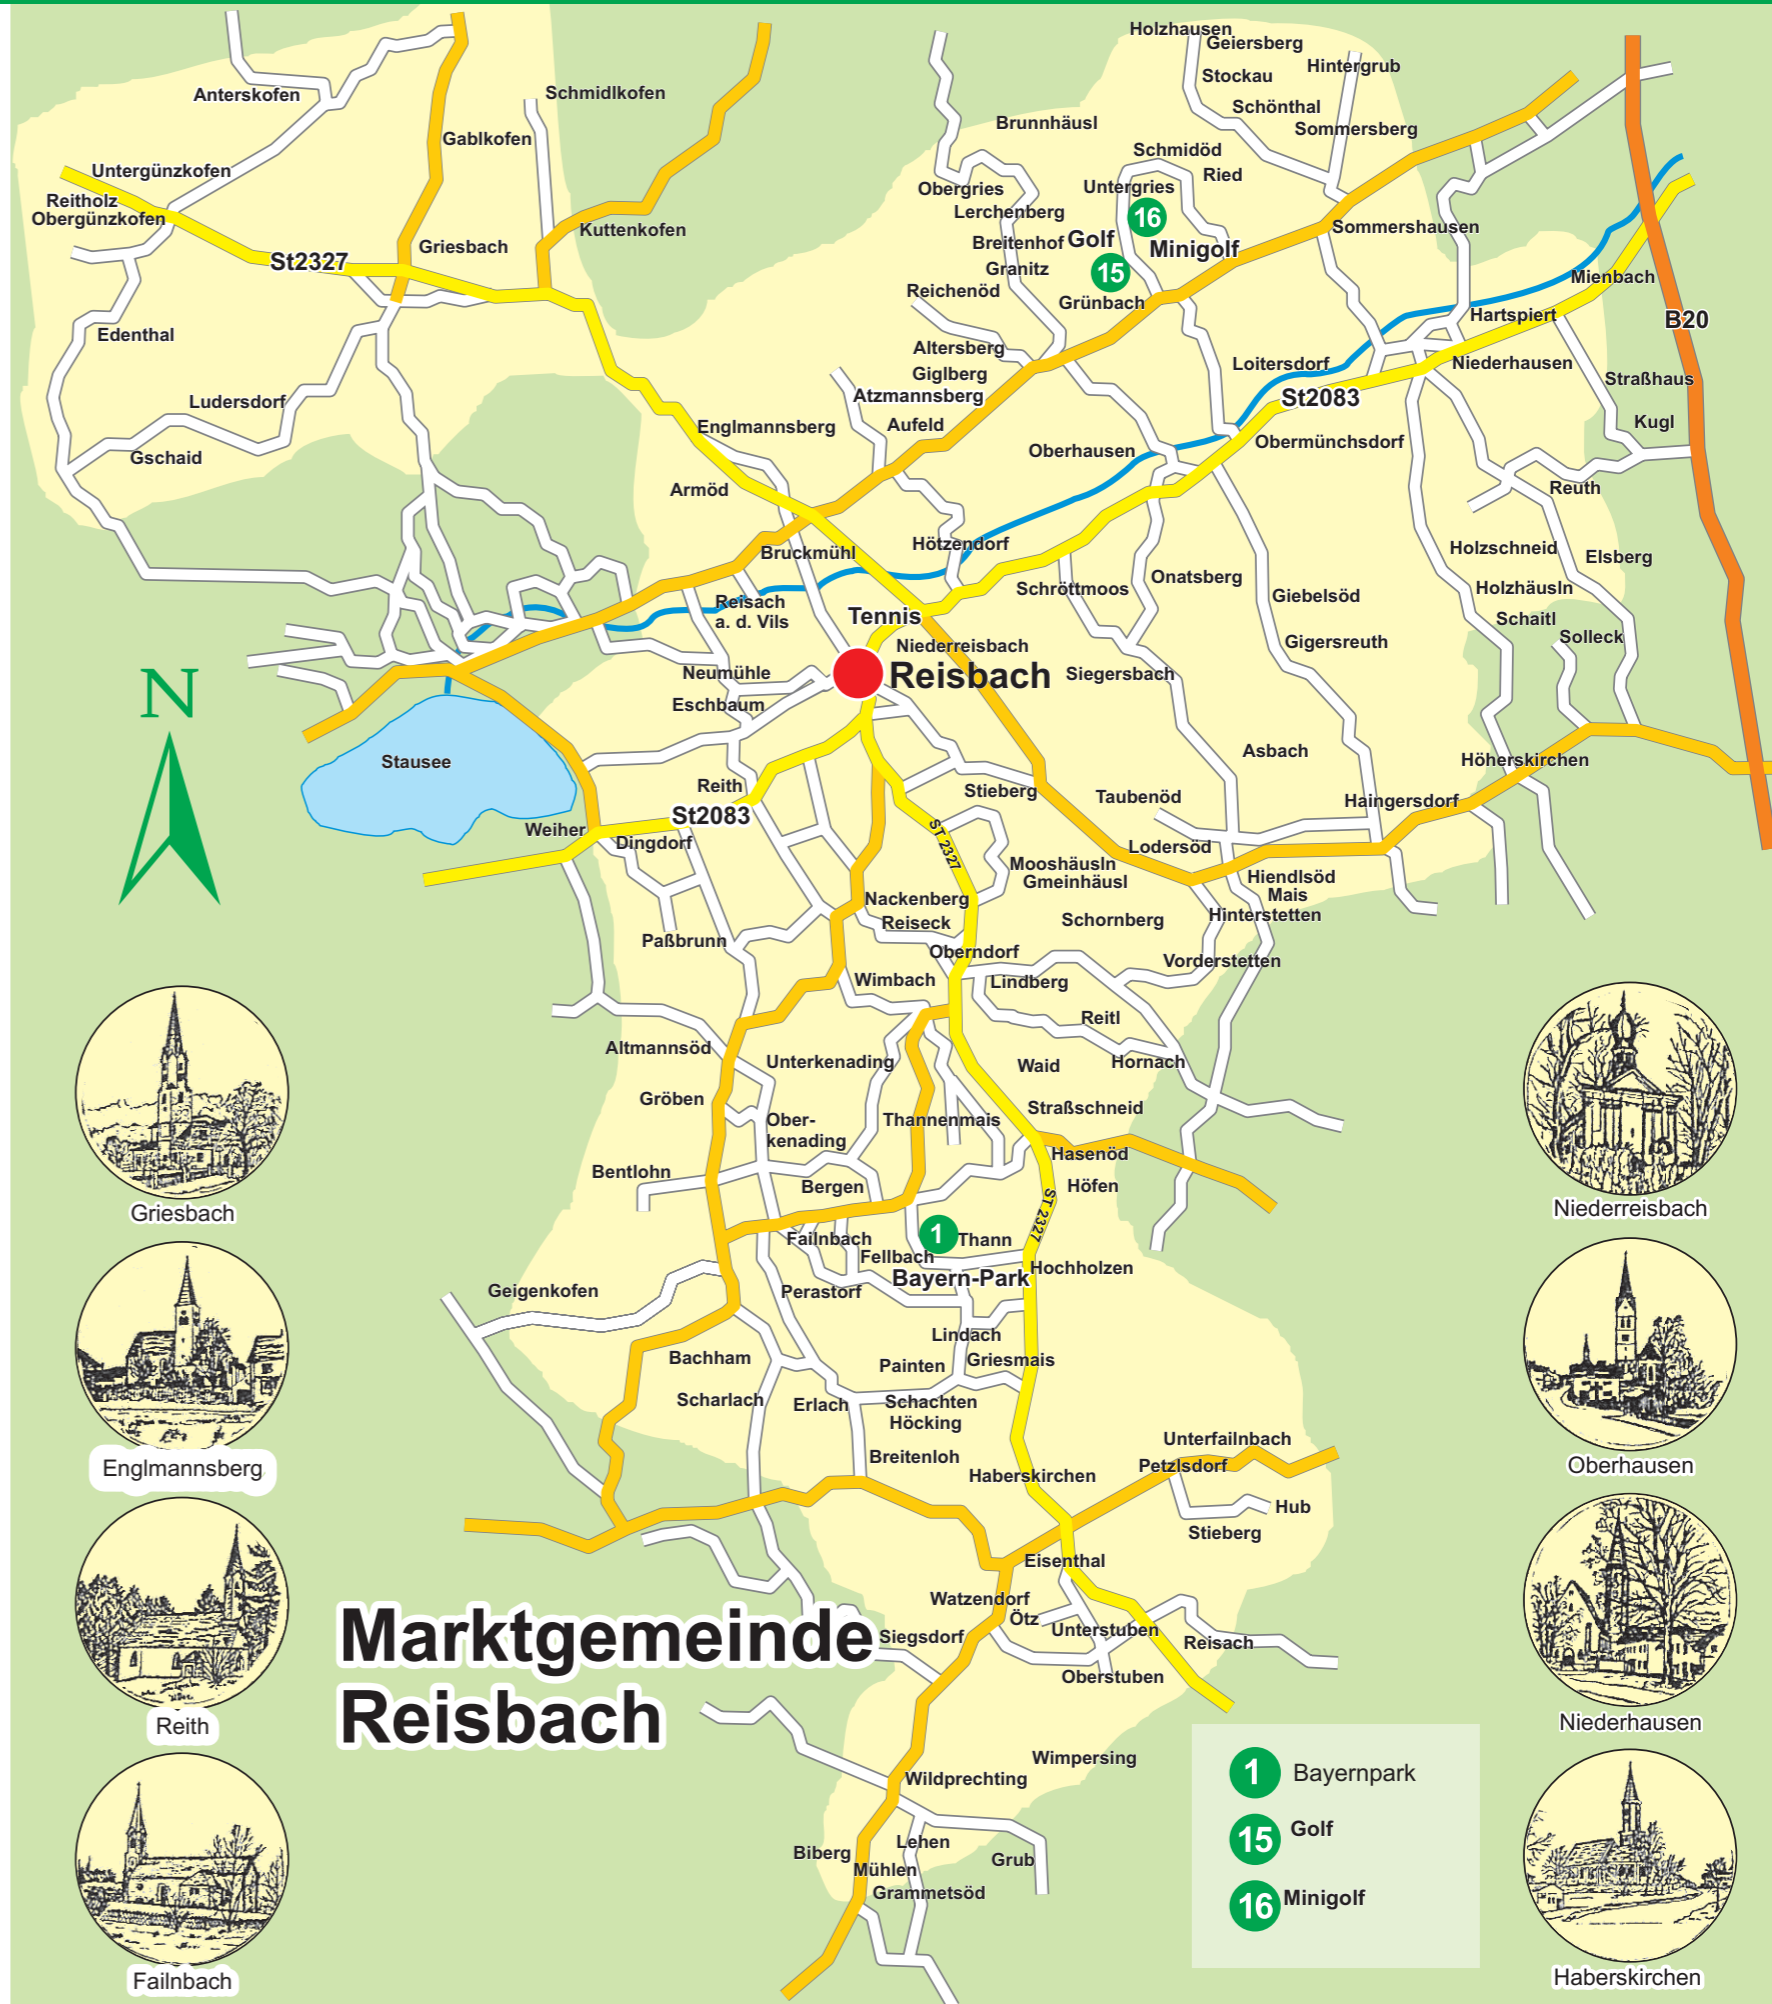 Holzhausen
Geiersberg
Hintergrub
Stockau
Schönthal
Sommersberg
Anterskofen
Schmidlkofen
Gablkofen
Brunnhäusl
Schmidöd
Ried
Untergünzkofen
Reitholz
Obergünzkofen
Obergries
Untergries
Lerchenberg
16
Kuttenkofen
Griesbach
St2327
Breitenhof
Golf
Minigolf
Sommershausen
Granitz
15
Reichenöd
Grünbach
Mienbach
Hartspiert
B20
Edenthal
Altersberg
Giglberg
Atzmannsberg
Loitersdorf
Niederhausen
St2083
Straßhaus
Ludersdorf
Englmannsberg
Aufeld
Kugl
Oberhausen
Obermünchsdorf
Gschaid
Armöd
Reuth
Bruckmühl
Hötzendorf
Holzschneid
Elsberg
Schröttmoos
Onatsberg
Giebelsöd
Holzhäusln
Reisach
a. d. Vils
Tennis
Schaitl
Solleck
Niederreisbach
Gigersreuth
Reisbach
Siegersbach
Neumühle
Eschbaum
N
Stausee
Asbach
Höherskirchen
Reith
St2083
Stieberg
Taubenöd
Haingersdorf
Weiher
Dingdorf
ST 2327
Lodersöd
Mooshäusln
Gmeinhäusl
Hiendlsöd
Mais
Hinterstetten
Nackenberg
Reiseck
Schornberg
Paßbrunn
Oberndorf
Vorderstetten
Wimbach
Lindberg
Reitl
Altmannsöd
Unterkenading
Waid
Hornach
Gröben
Ober-
kenading
Thannenmais
Straßschneid
Hasenöd
Bentlohn
Bergen
Höfen
ST 2327
Failnbach
1
Thann
Fellbach
Bayern-Park
Hochholzen
Geigenkofen
Perastorf
Lindach
Bachham
Painten
Griesmais
Scharlach
Erlach
Schachten
Höcking
Breitenloh
Unterfailnbach
Haberskirchen
Petzlsdorf
Hub
Stieberg
Eisenthal
Watzendorf
Ötz
Siegsdorf
Unterstuben
Reisach
Oberstuben
Wimpersing
Wildprechting
Lehen
Biberg
Mühlen
Grub
Grammetsöd
Marktgemeinde
Reisbach
Griesbach
Englmannsberg
Reith
Failnbach
Niederreisbach
Oberhausen
Niederhausen
Haberskirchen
1 Bayernpark
15 Golf
16 Minigolf